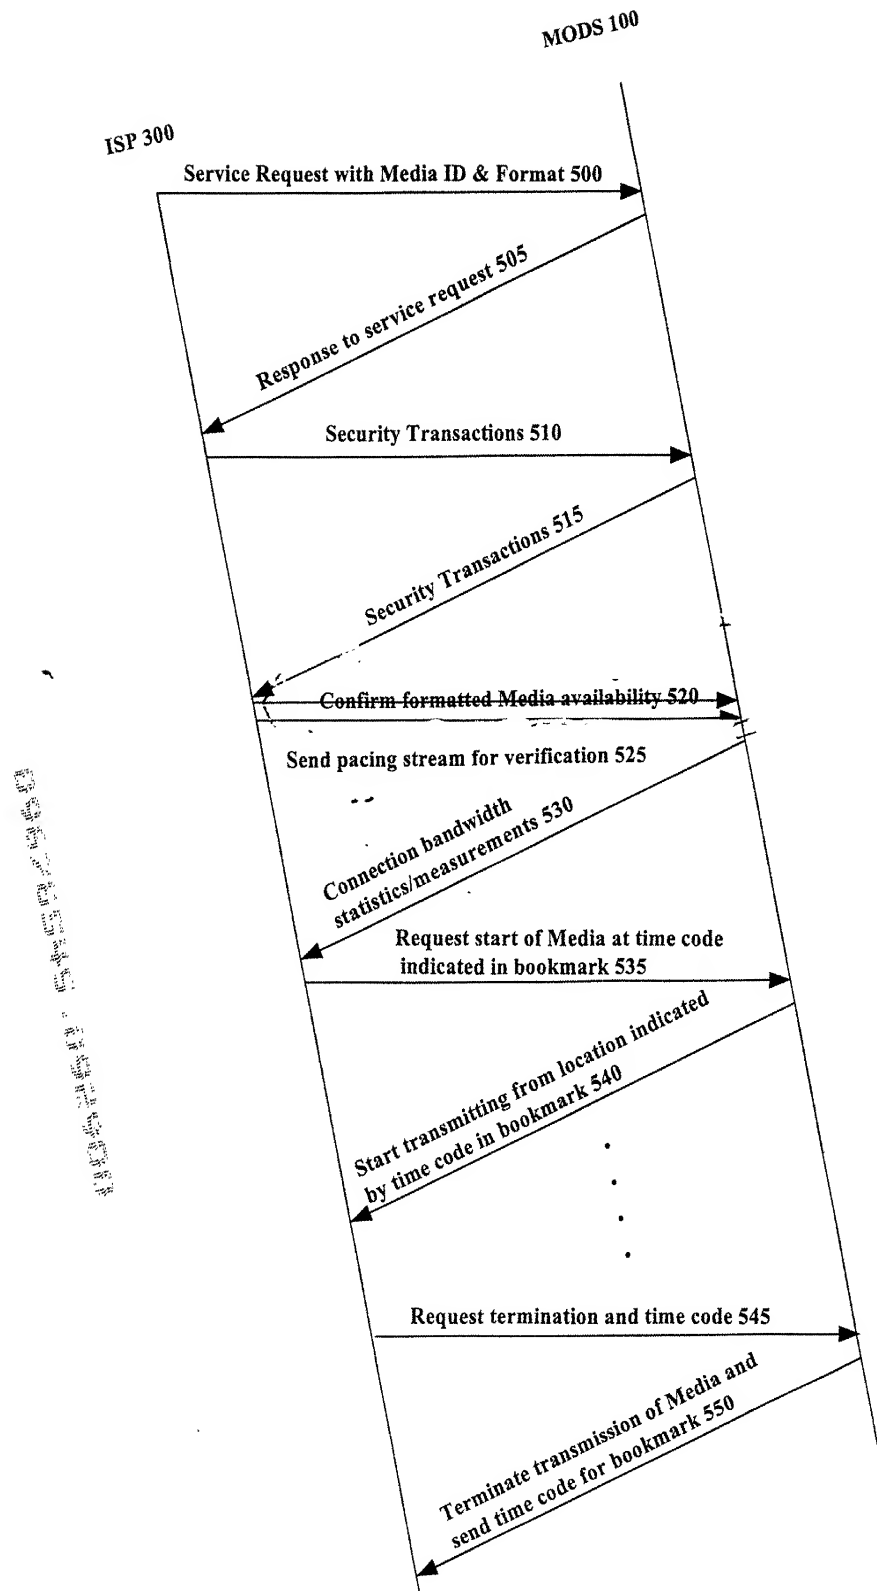 MODS 100
ISP 300
Service Request with Media ID & Format 500
Response to service request 505
Security Transactions 510
Security Transactions 515
Confirm formatted Media availability 520
Send pacing stream for verification 525
Connection bandwidth
statistics/measurements 530
Request start of Media at time code
indicated in bookmark 535
Start transmitting from location indicated
by time code in bookmark 540
Request termination and time code 545
Terminate transmission of Media and
send time code for bookmark 550